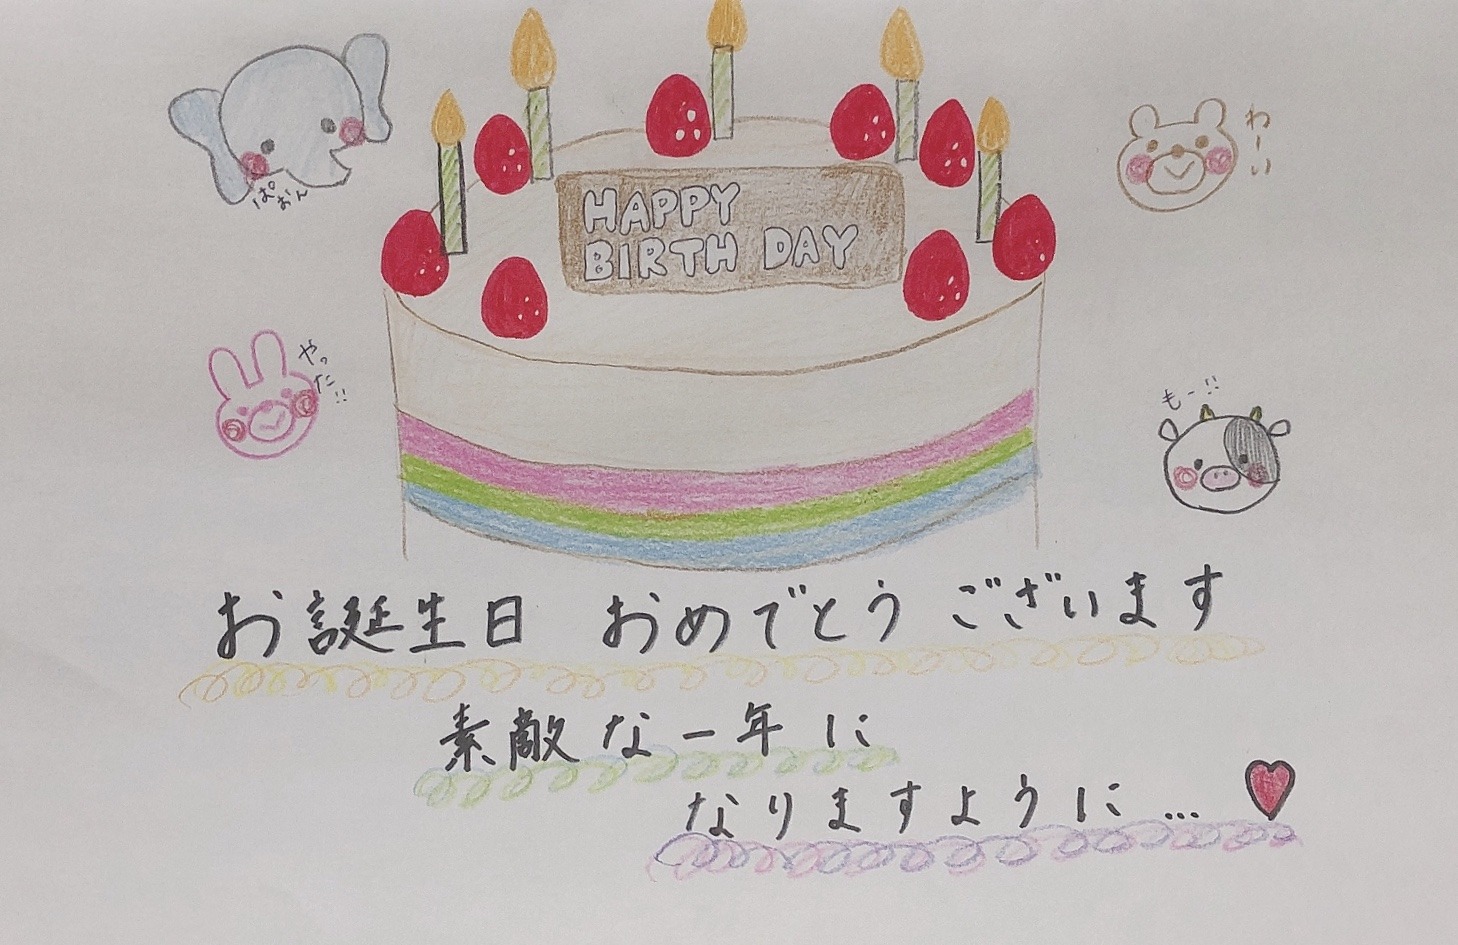 ぱおん
わーい
HAPPY
BIRTH DAY
やった!!
もー!!
お誕生日 おめでとう ございます
素敵な一年に
なりますように…